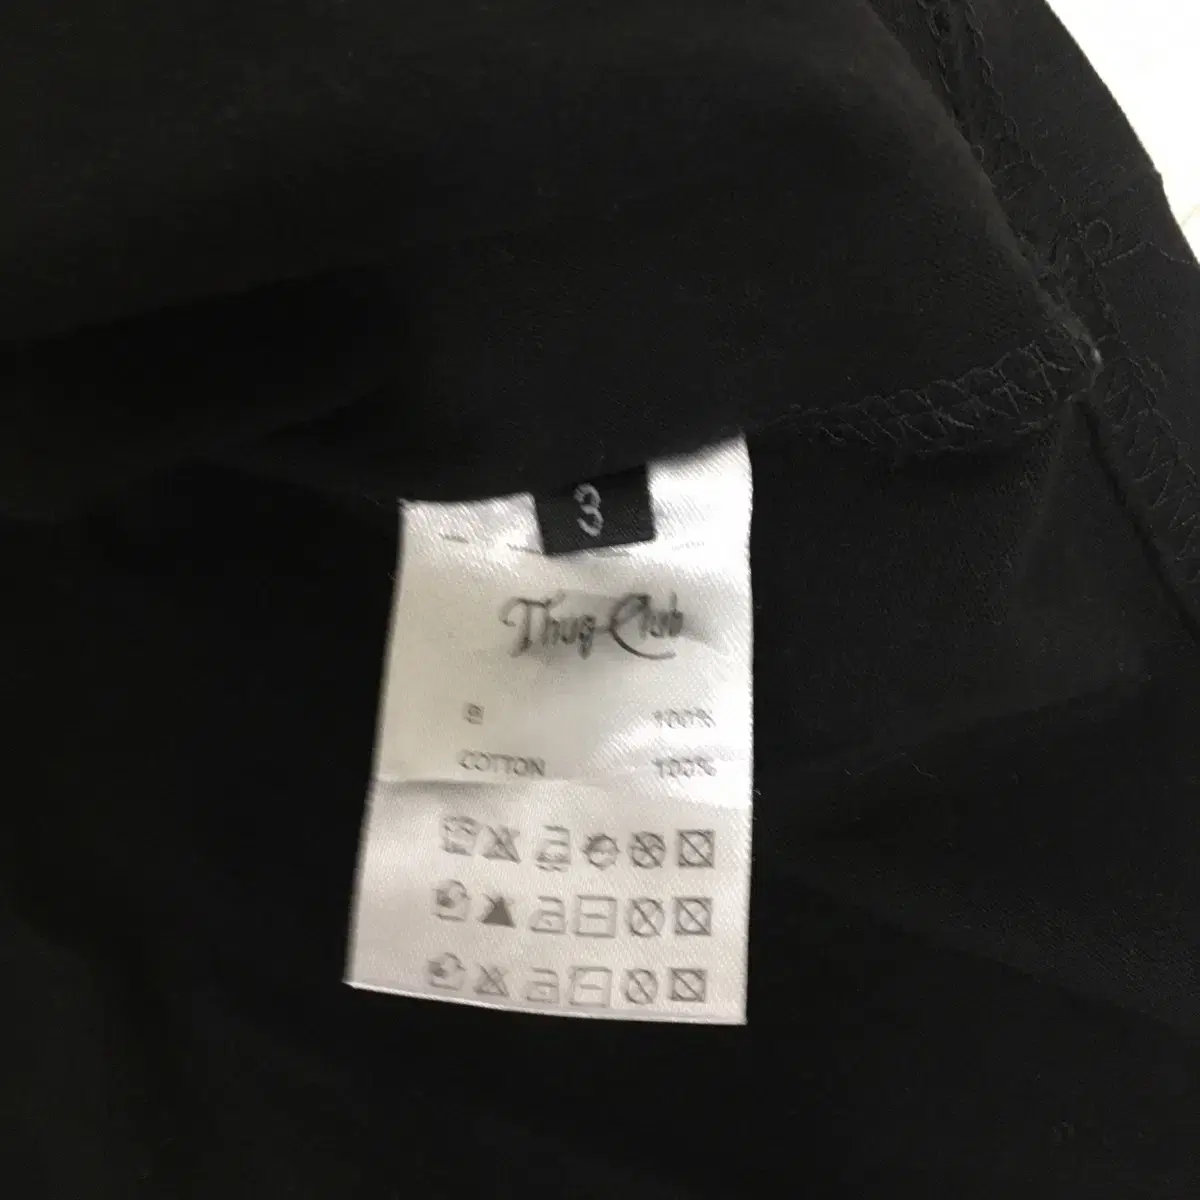 3
Thug Club
면 100%
COTTON 100%